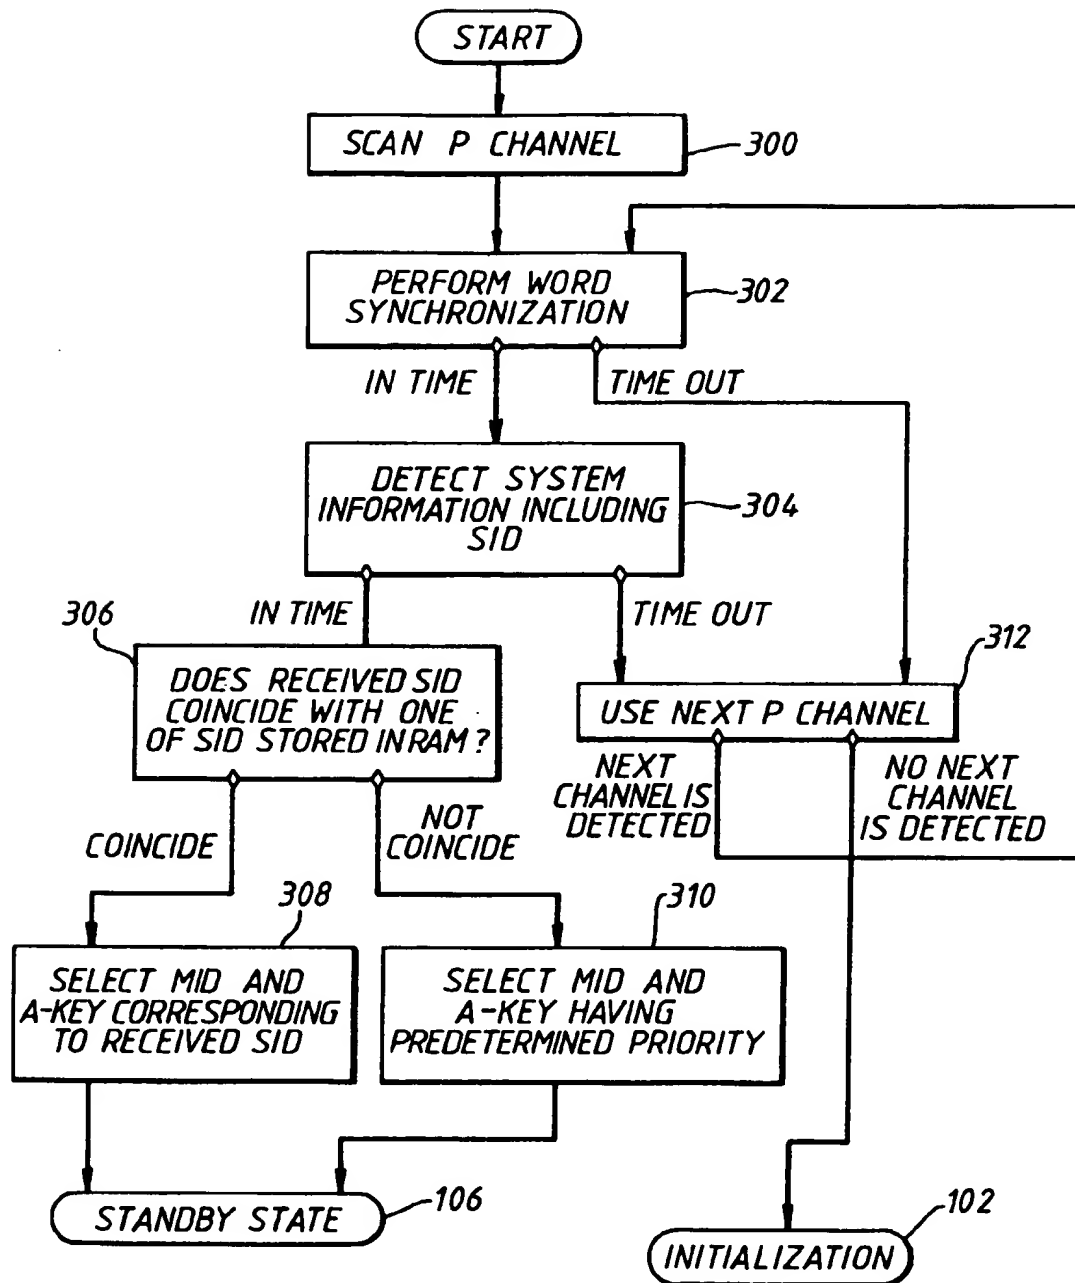 START
SCAN P CHANNEL
300
PERFORM WORD
SYNCHRONIZATION
302
IN TIME
TIME OUT
DETECT SYSTEM
INFORMATION INCLUDING
SID
304
IN TIME
TIME OUT
306
DOES RECEIVED SID
COINCIDE WITH ONE
OF SID STORED IN RAM ?
312
USE NEXT P CHANNEL
COINCIDE
NOT
COINCIDE
NEXT
CHANNEL IS
DETECTED
NO NEXT
CHANNEL
IS DETECTED
308
SELECT MID AND
A-KEY CORRESPONDING
TO RECEIVED SID
310
SELECT MID AND
A-KEY HAVING
PREDETERMINED PRIORITY
STANDBY STATE
106
INITIALIZATION
102